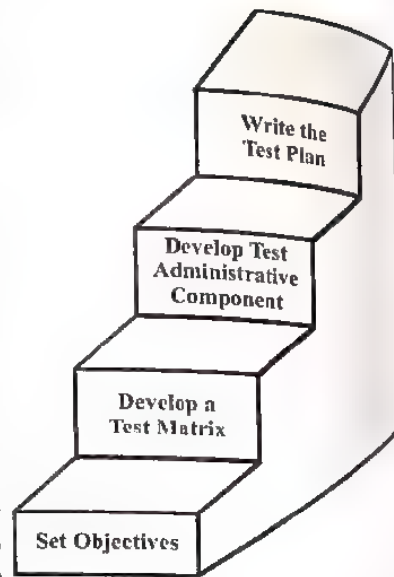 Write the
Test Plan
Develop Test
Administrative
Component
Develop a
Test Matrix
Set Objectives